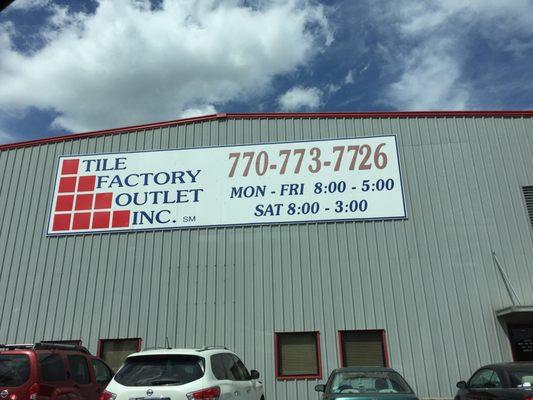 TILE
FACTORY
OUTLET
INC. SM
770-773-7726
MON - FRI 8:00 - 5:00
SAT 8:00 - 3:00